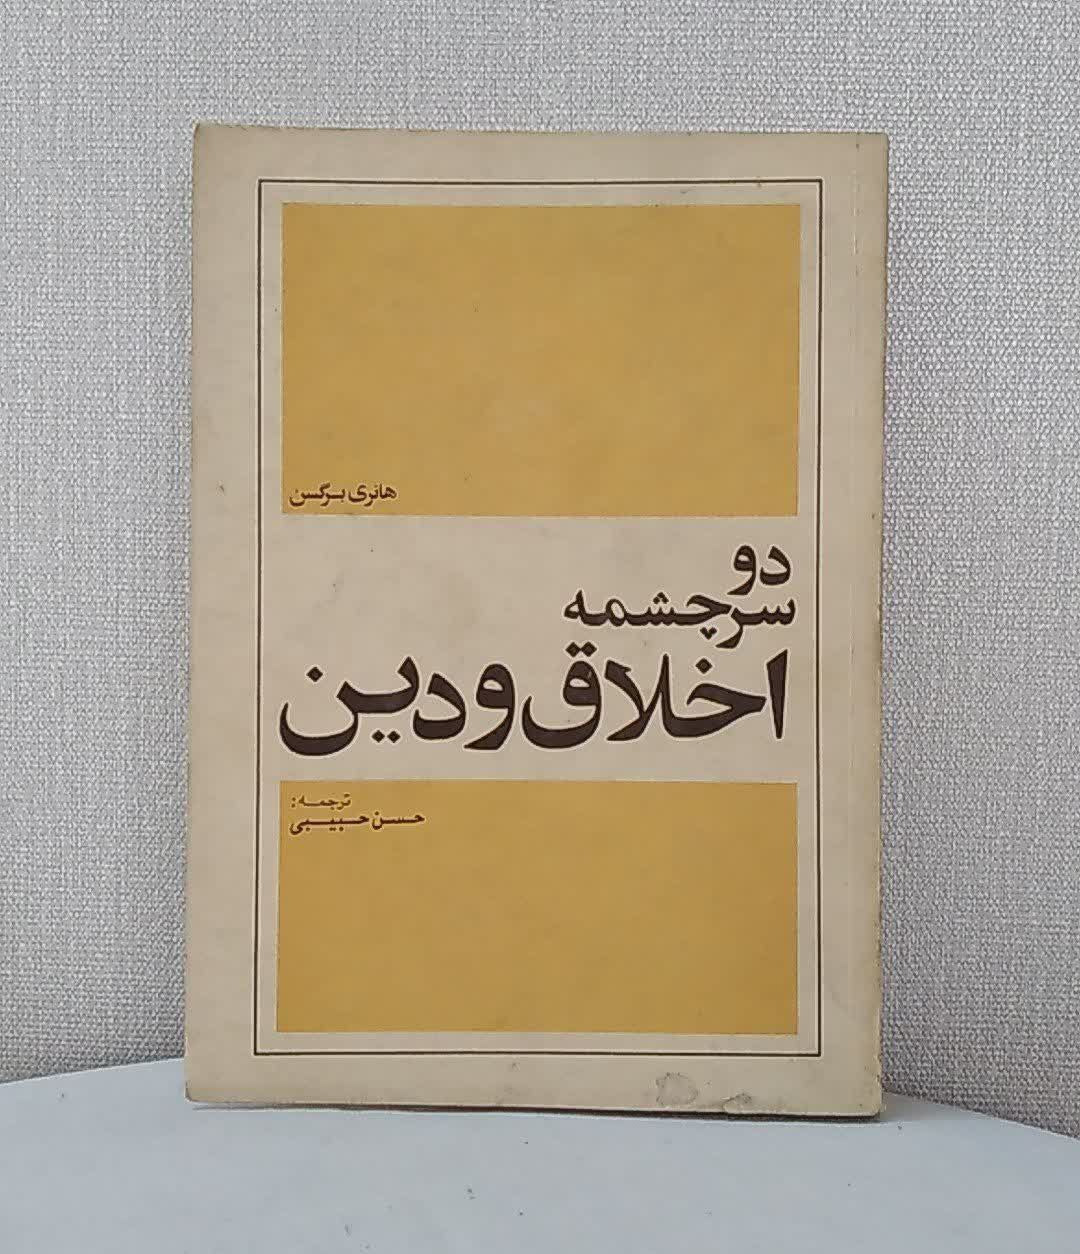 هانری برگسن
دو
سرچشمه
اخلاق و دین
ترجمه:
حسن حبیبی